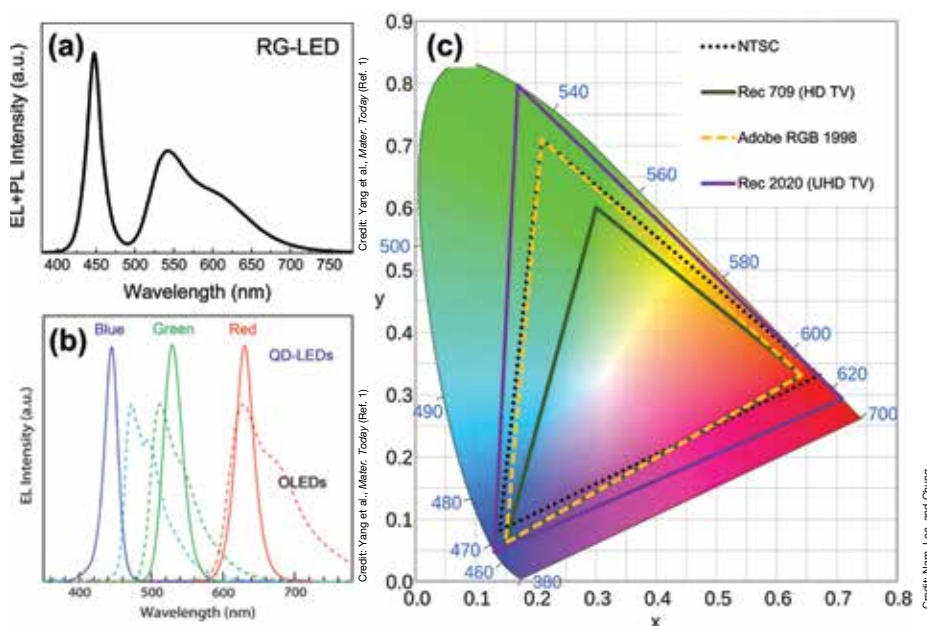 (a)
RG-LED
EL+PL Intensity (a.u.)
400 450 500 550 600 650 700 750
Wavelength (nm)
Credit: Yang et al., Mater. Today (Ref. 1)
(b)
Blue Green Red
QD-LEDs
OLEDs
EL Intensity (a.u.)
400 500 600 700
Wavelength (nm)
Credit: Yang et al., Mater. Today (Ref. 1)
(c)
NTSC
Rec 709 (HD TV)
Adobe RGB 1998
Rec 2020 (UHD TV)
0.9
0.8
0.7
0.6
0.5
y
0.4
0.3
0.2
0.1
0.0
0.0 0.1 0.2 0.3 0.4 0.5 0.6 0.7 0.8
x
540
560
500
580
600
620
490
700
480
470
460
380
Credit: Nam, Lee, and Chung